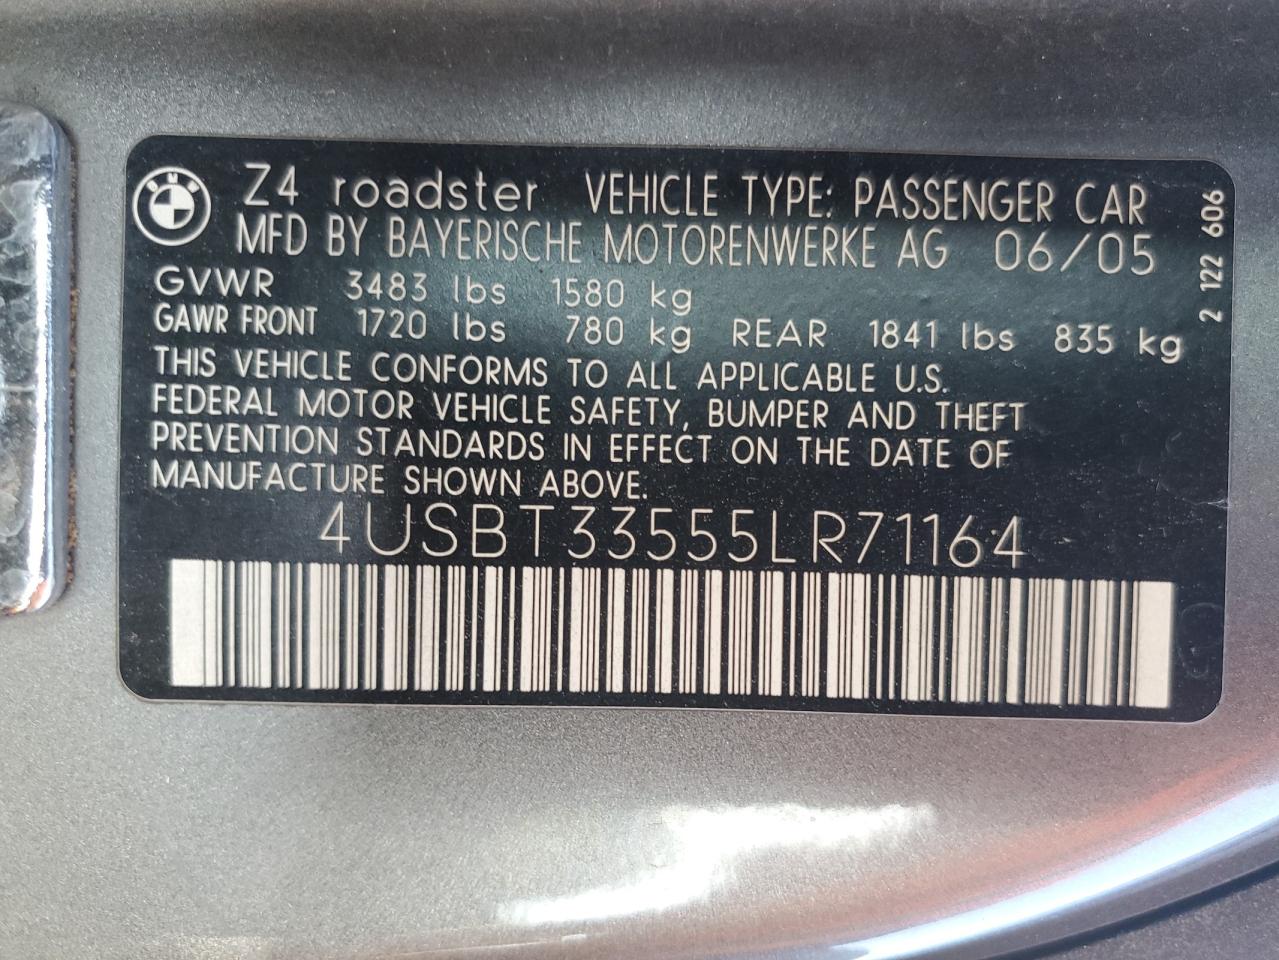 BMW
Z4 roadster VEHICLE TYPE: PASSENGER CAR
MFD BY BAYERISCHE MOTORENWERKE AG 06/05
GVWR 3483 lbs 1580 kg
GAWR FRONT 1720 lbs 780 kg REAR 1841 lbs 835 kg
THIS VEHICLE CONFORMS TO ALL APPLICABLE U.S.
FEDERAL MOTOR VEHICLE SAFETY, BUMPER AND THEFT
PREVENTION STANDARDS IN EFFECT ON THE DATE OF
MANUFACTURE SHOWN ABOVE.
4USBT33555LR71164
2 122 606